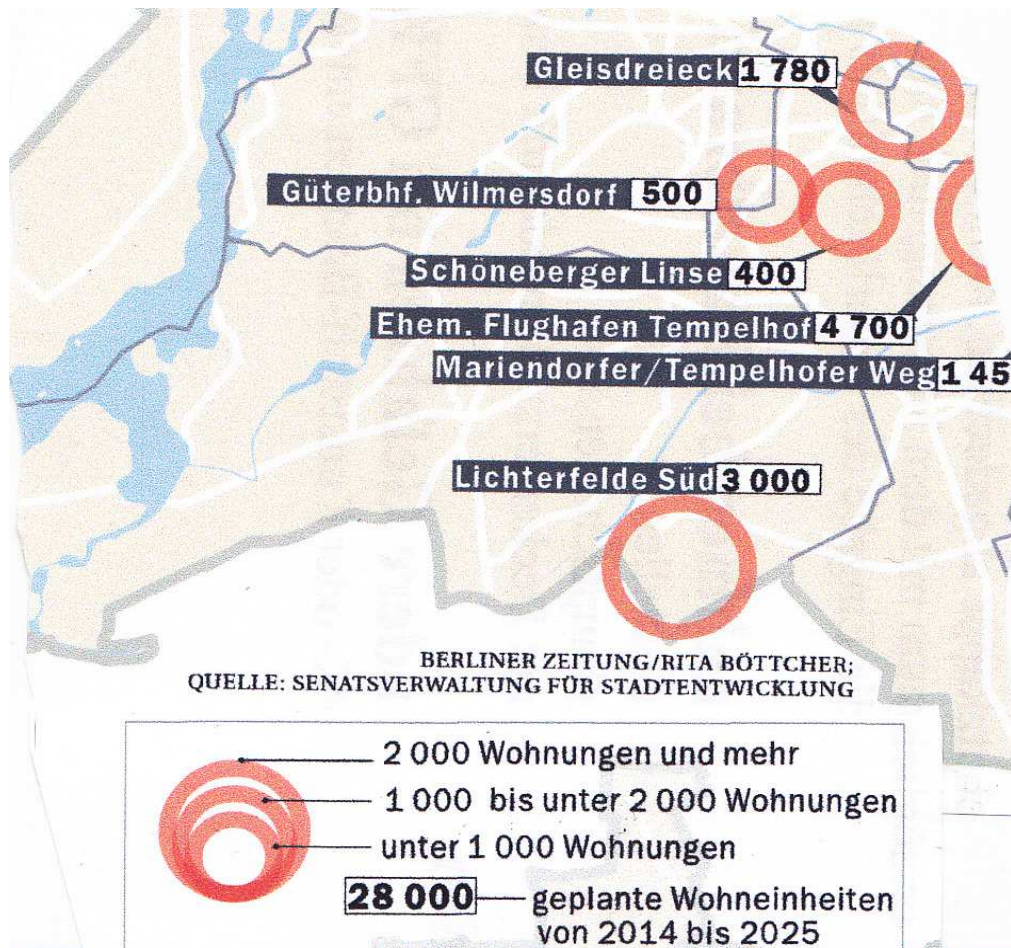 Gleisdreieck 1 780
Güterbhf. Wilmersdorf 500
Schöneberger Linse 400
Ehem. Flughafen Tempelhof 4 700
Mariendorfer/Tempelhofer Weg 1 45
Lichterfelde Süd 3 000
BERLINER ZEITUNG/RITA BÖTTCHER;
QUELLE: SENATSVERWALTUNG FÜR STADTENTWICKLUNG
2 000 Wohnungen und mehr
1 000 bis unter 2 000 Wohnungen
unter 1 000 Wohnungen
28 000 geplante Wohneinheiten
von 2014 bis 2025